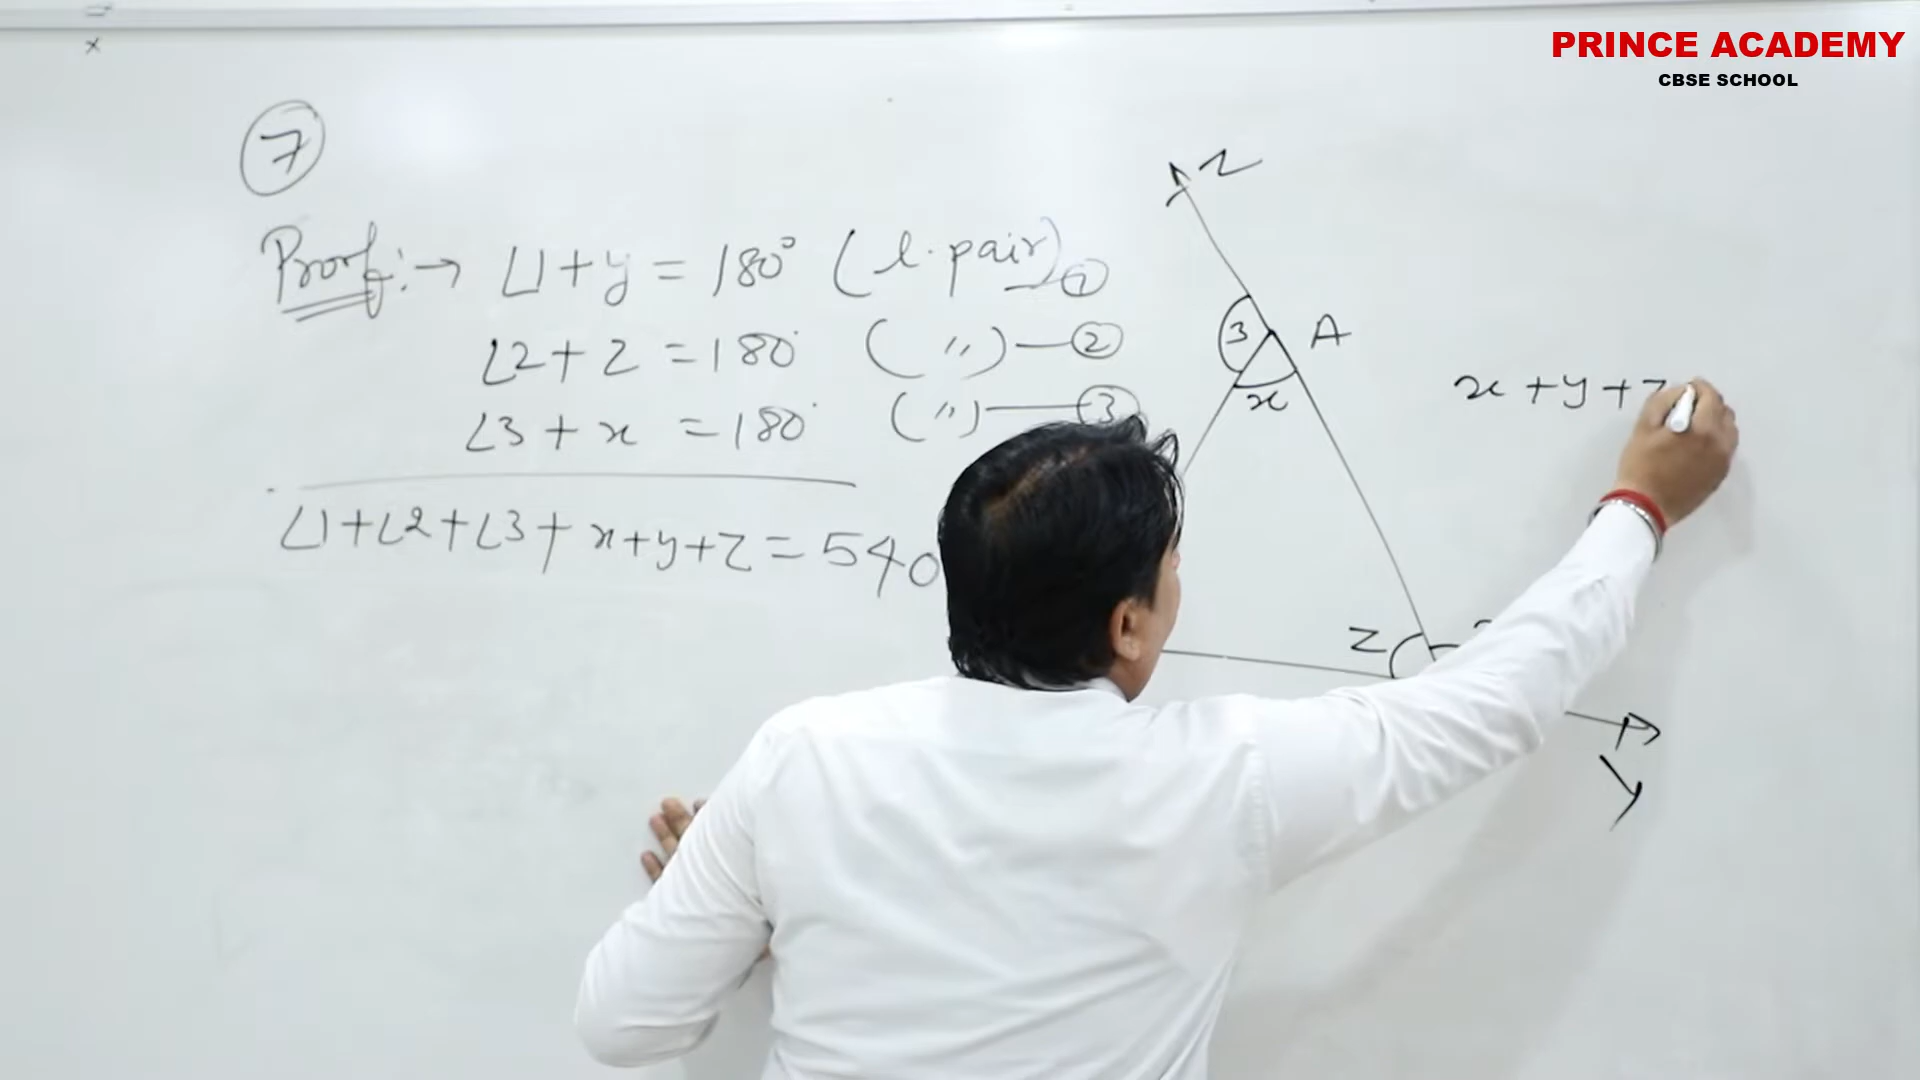 PRINCE ACADEMY
CBSE SCHOOL
7
Proof :→ ∠1 + y = 180° (l. pair) — ①
∠2 + z = 180° ( " ) — ②
∠3 + x = 180° ( " ) — ③
∠1 + ∠2 + ∠3 + x + y + z = 540
3 A
x
x + y + z
z
y